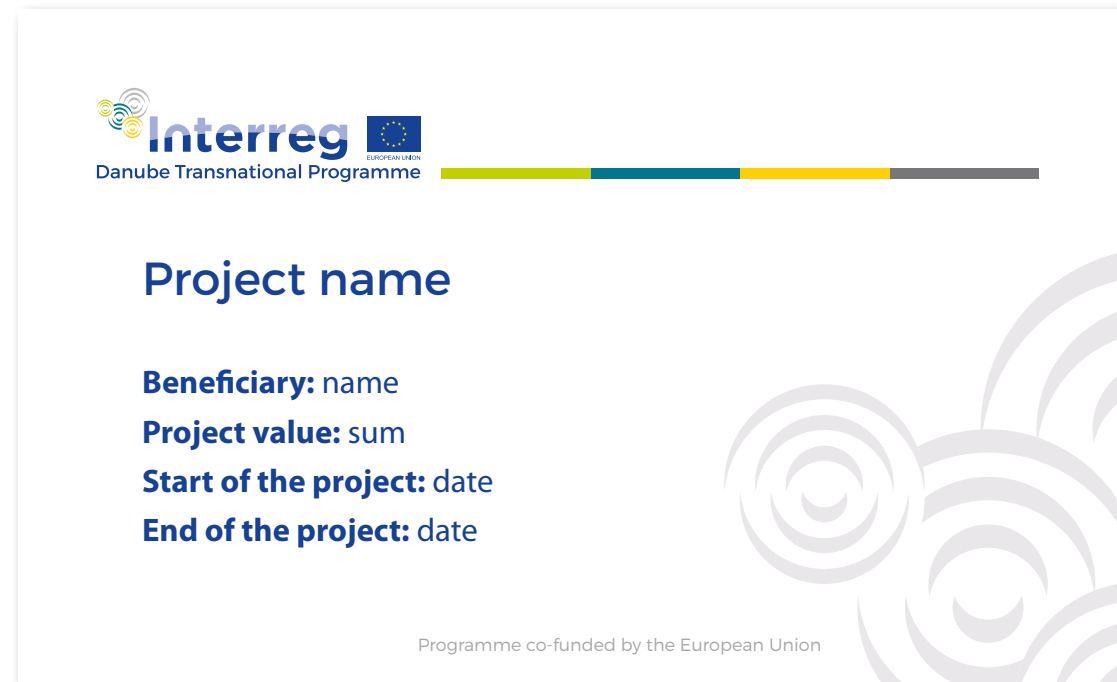 Interreg
EUROPEAN UNION
Danube Transnational Programme
Project name
Beneficiary: name
Project value: sum
Start of the project: date
End of the project: date
Programme co-funded by the European Union